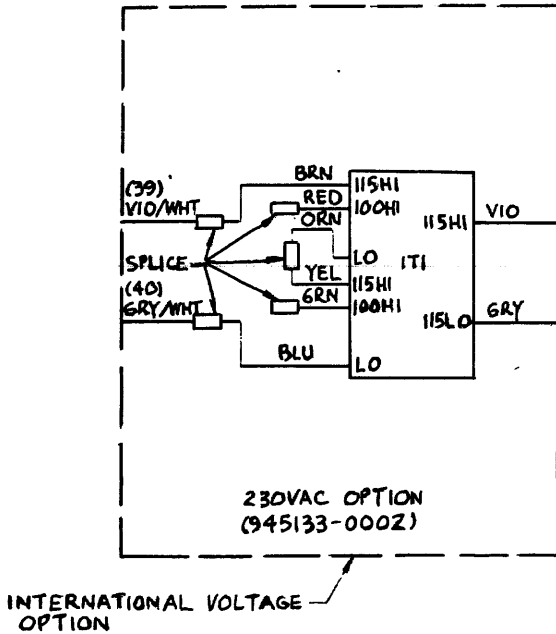 BRN
(39)
VIO/WHT
RED
ORN
115HI
100HI
115HI
VIO
SPLICE
LO
1T1
(40)
YEL
115HI
GRY/WHT
GRN
100HI
115LO
GRY
BLU
LO
230VAC OPTION
(945133-0002)
INTERNATIONAL VOLTAGE
OPTION